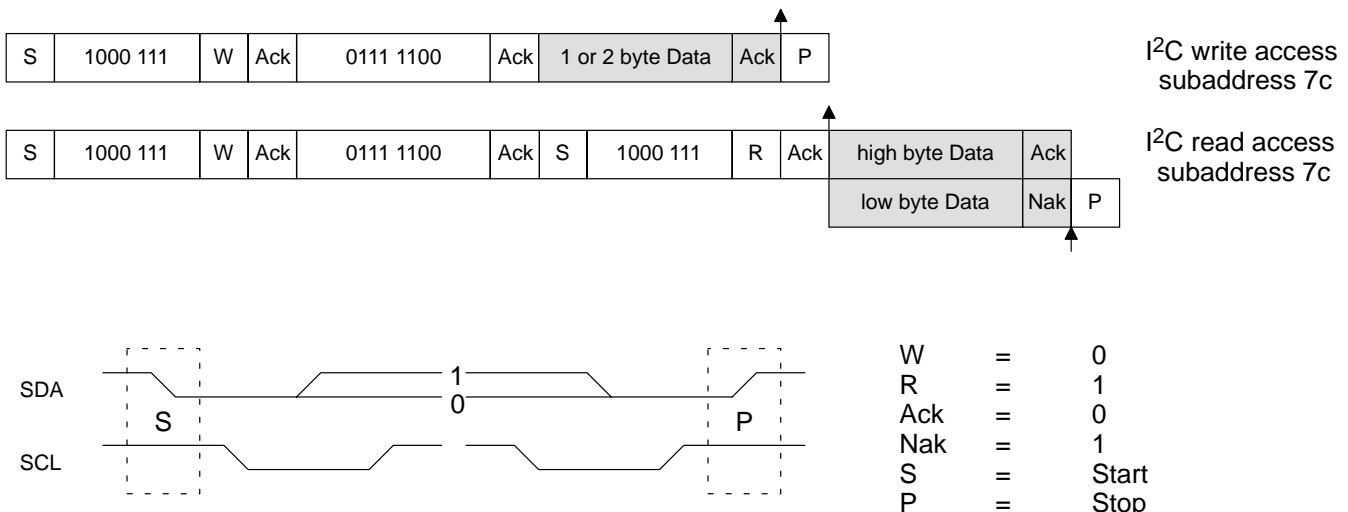 S 1000 111 W Ack 0111 1100 Ack 1 or 2 byte Data Ack P
I2C write access
subaddress 7c
S 1000 111 W Ack 0111 1100 Ack S 1000 111 R Ack high byte Data Ack
I2C read access
subaddress 7c
low byte Data Nak P
SDA
1
0
S
P
SCL
W = 0
R = 1
Ack = 0
Nak = 1
S = Start
P = Stop